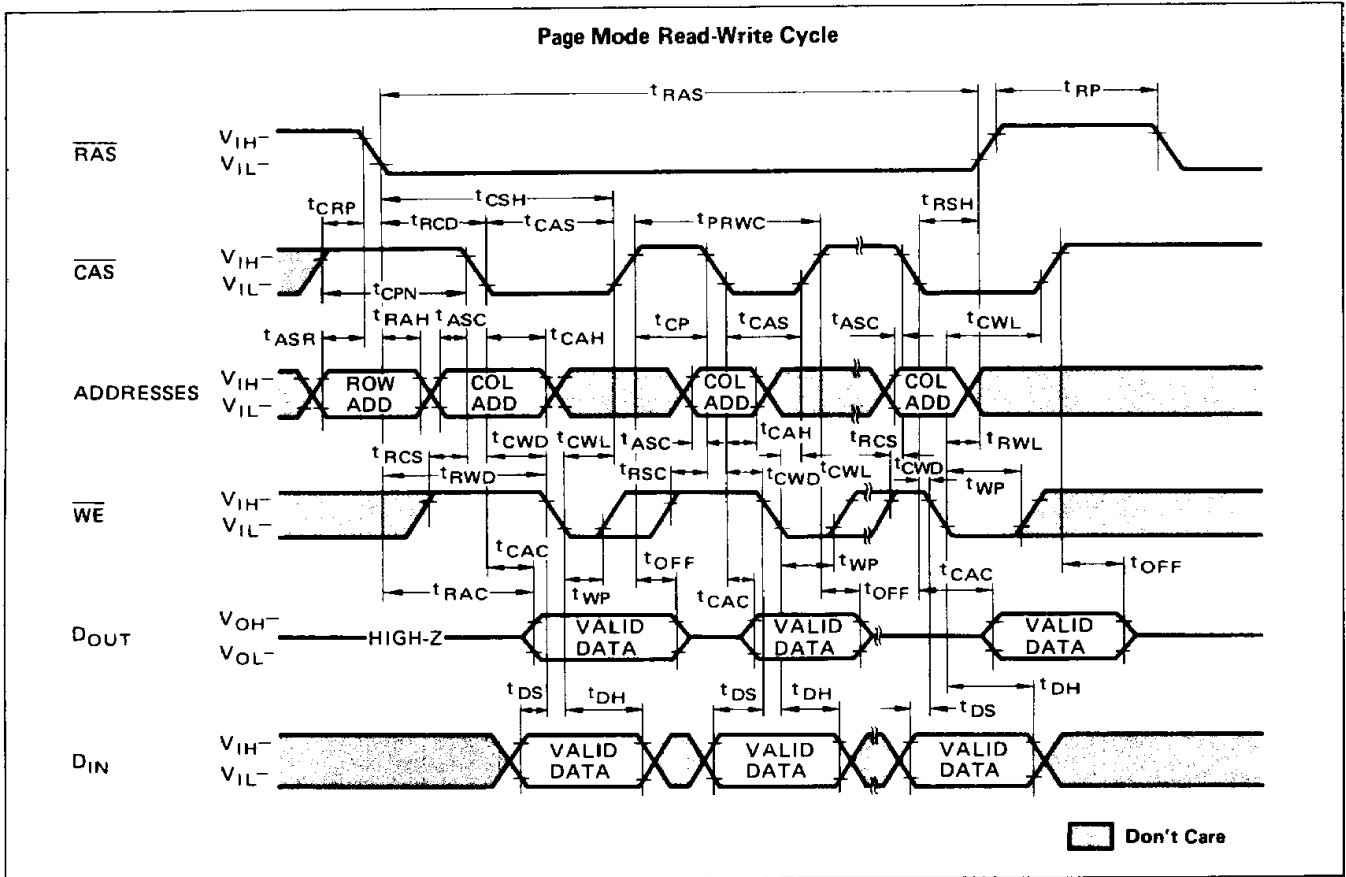 Page Mode Read-Write Cycle
tRAS tRP
RAS VIH– VIL–
tCRP tRCD tCSH tCAS tPRWC tRSH
CAS VIH– VIL–
tCPN
tASR tRAH tASC tCAH tCP tCAS tASC tCWL
ADDRESSES VIH– VIL– ROW ADD COL ADD COL ADD COL ADD
tRCS tCWD tCWL tASC tCAH tRCS tRWL
tRWD tRSC tCWD tCWL tCWD tWP
WE VIH– VIL–
tCAC tOFF tWP tCAC tOFF
tRAC tWP tCAC tOFF
DOUT VOH– VOL– HIGH-Z VALID DATA VALID DATA VALID DATA
tDS tDH tDS tDH tDH
tDS
DIN VIH– VIL– VALID DATA VALID DATA VALID DATA
Don't Care